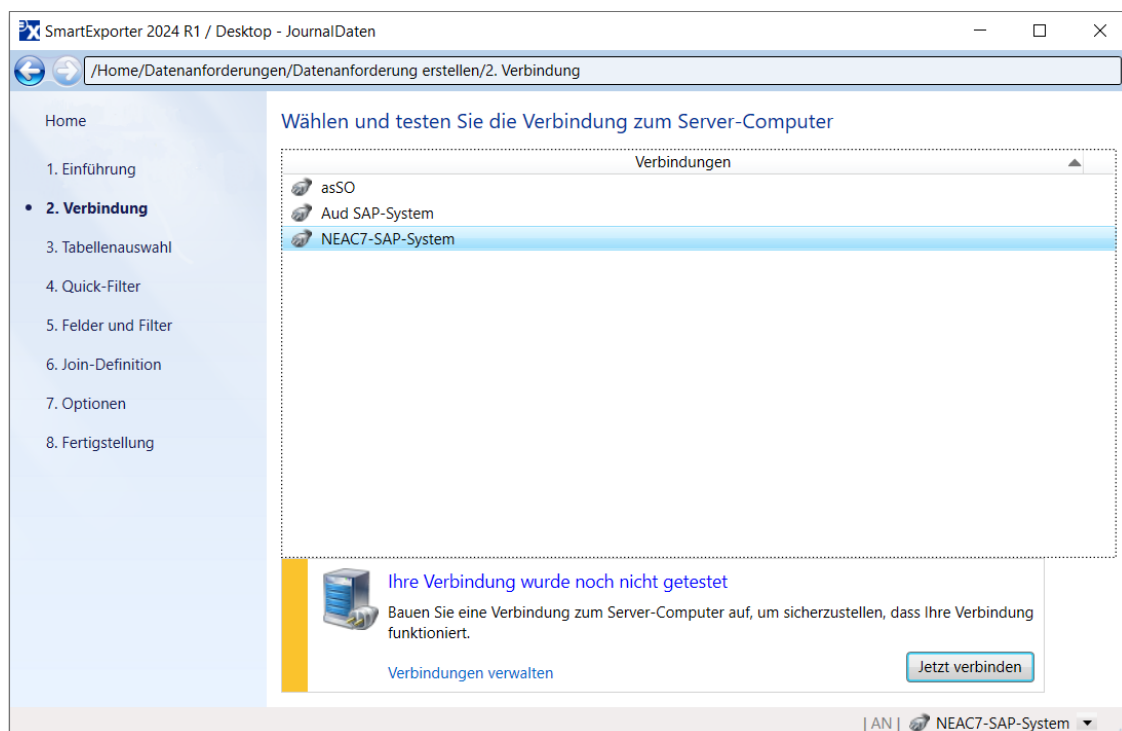 SmartExporter 2024 R1 / Desktop - JournalDaten
/Home/Datenanforderungen/Datenanforderung erstellen/2. Verbindung
Home
1. Einführung
• 2. Verbindung
3. Tabellenauswahl
4. Quick-Filter
5. Felder und Filter
6. Join-Definition
7. Optionen
8. Fertigstellung
Wählen und testen Sie die Verbindung zum Server-Computer
Verbindungen
asSO
Aud SAP-System
NEAC7-SAP-System
Ihre Verbindung wurde noch nicht getestet
Bauen Sie eine Verbindung zum Server-Computer auf, um sicherzustellen, dass Ihre Verbindung
funktioniert.
Verbindungen verwalten
Jetzt verbinden
| AN | NEAC7-SAP-System